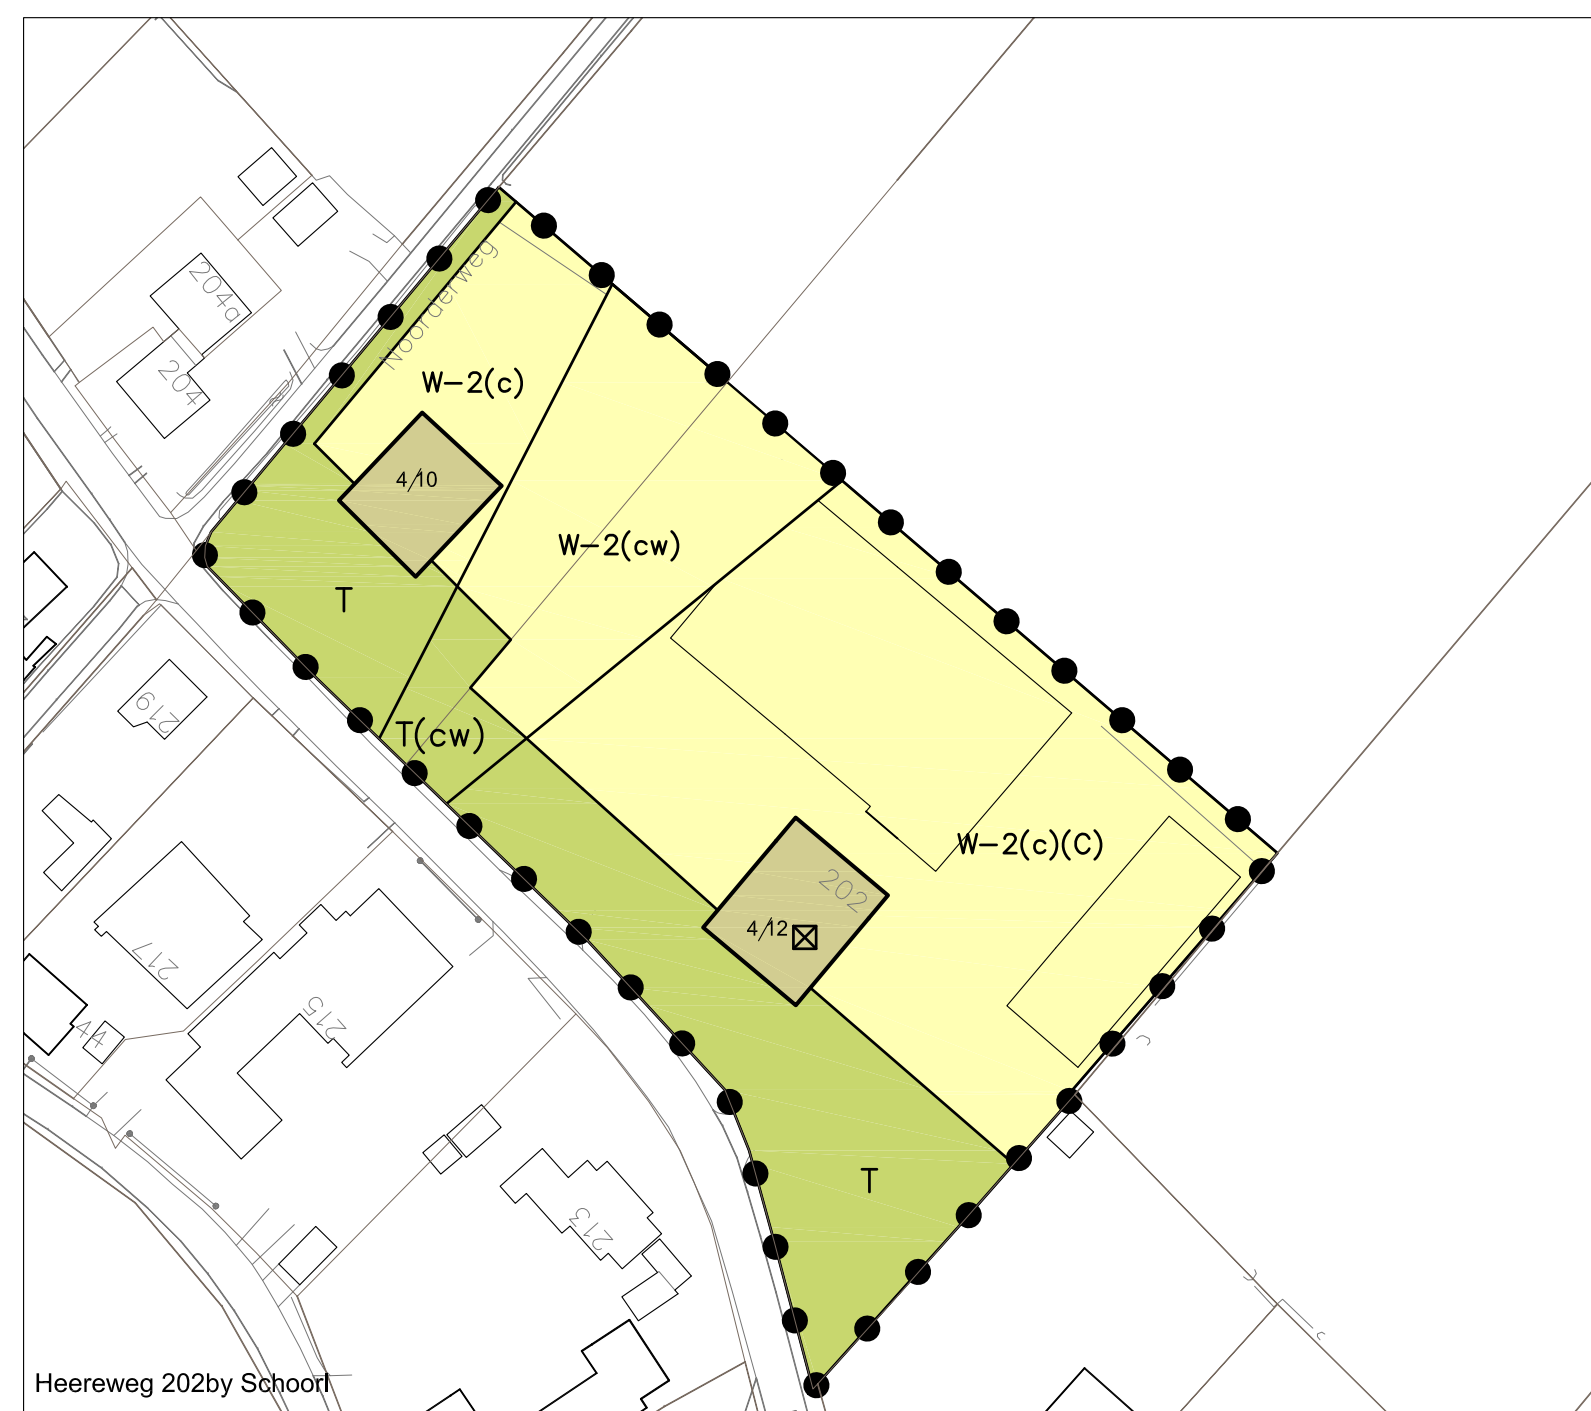 204a
204
Noorderweg
W-2(c)
4/10
W-2(cw)
T
219
T(cw)
W-2(c)(C)
202
4/12
217
215
44
T
213
Heereweg 202by Schoorl